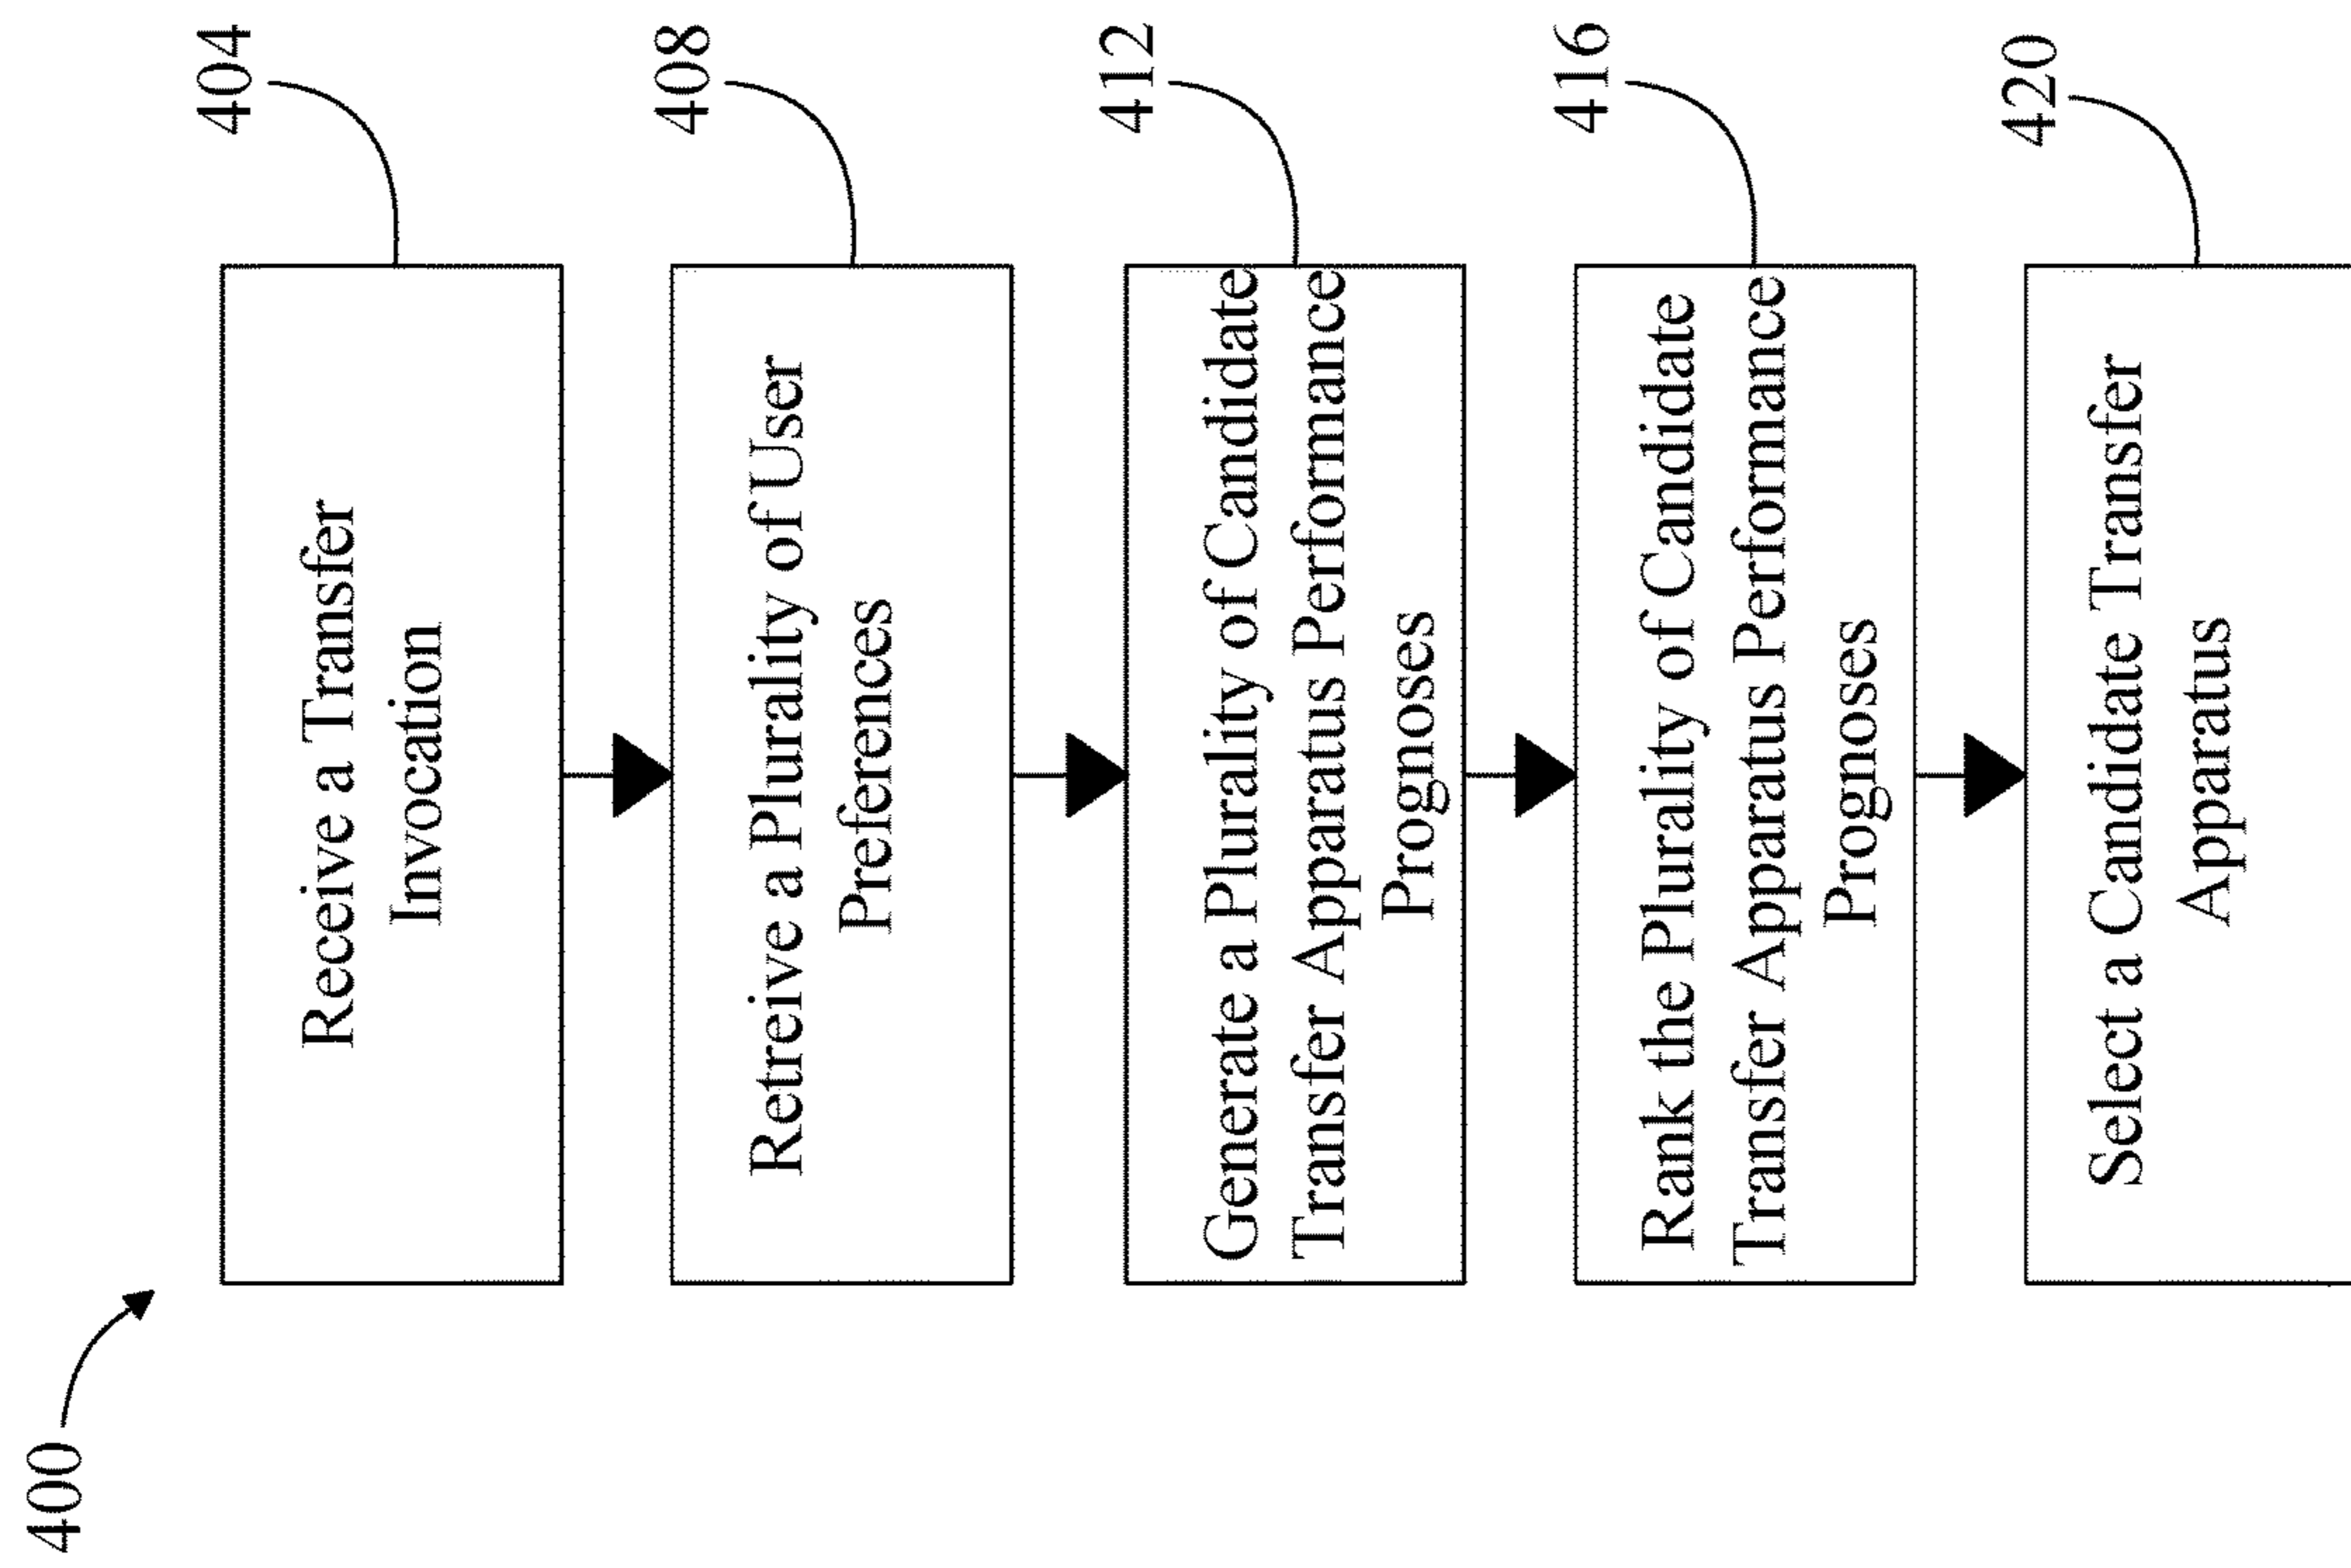 400
404
Receive a Transfer
Invocation
408
Retreive a Plurality of User
Preferences
412
Generate a Plurality of Candidate
Transfer Apparatus Performance
Prognoses
416
Rank the Plurality of Candidate
Transfer Apparatus Performance
Prognoses
420
Select a Candidate Transfer
Apparatus